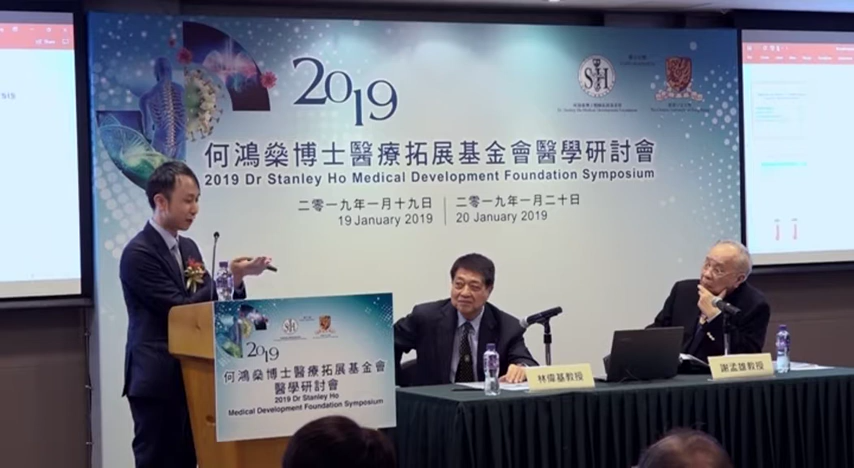 2019
何鴻燊博士醫療拓展基金會醫學研討會
2019 Dr Stanley Ho Medical Development Foundation Symposium
二零一九年一月十九日
19 January 2019
二零一九年一月二十日
20 January 2019
SH
2019
何鴻燊博士醫療拓展基金會
醫學研討會
2019 Dr Stanley Ho
Medical Development Foundation Symposium
林偉基教授
謝孟雄教授